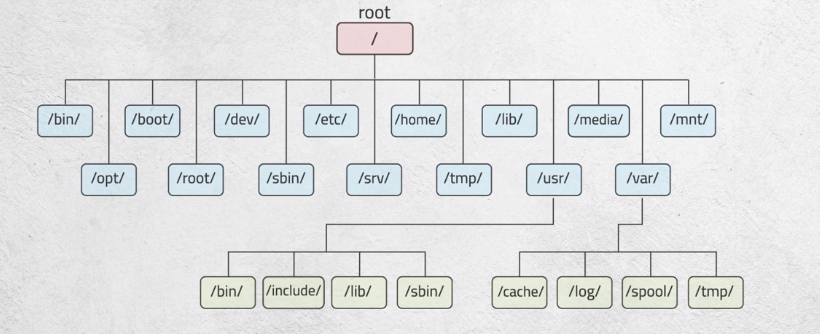 root
/
/bin/ /boot/ /dev/ /etc/ /home/ /lib/ /media/ /mnt/
/opt/ /root/ /sbin/ /srv/ /tmp/ /usr/ /var/
/bin/ /include/ /lib/ /sbin/ /cache/ /log/ /spool/ /tmp/